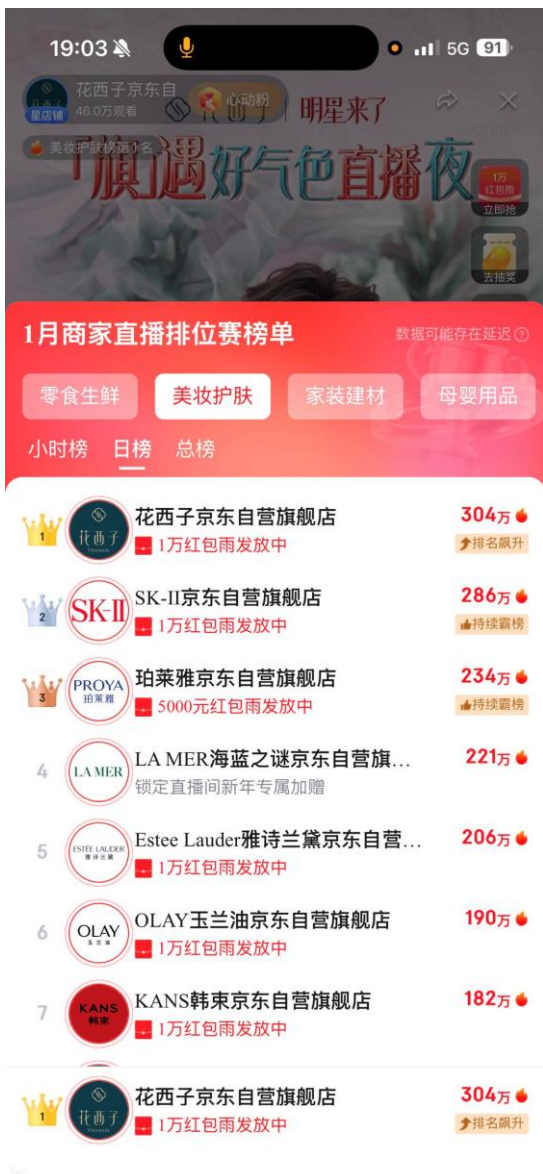 19:03
5G 91
花西子京东自
46.0万观看
星店铺
心动粉
明星来了
美妆护肤榜第1名
「旗」遇好气色直播夜
1万
红包雨
立即抢
去抽奖
1月商家直播排位赛榜单
数据可能存在延迟
零食生鲜 美妆护肤 家装建材 母婴用品
小时榜 日榜 总榜
1 花西子 花西子京东自营旗舰店 304万
1万红包雨发放中 排名飙升
2 SK-II SK-II京东自营旗舰店 286万
1万红包雨发放中 持续霸榜
3 PROYA 珀莱雅 珀莱雅京东自营旗舰店 234万
5000元红包雨发放中 持续霸榜
4 LA MER LA MER海蓝之谜京东自营旗… 221万
锁定直播间新年专属加赠
5 ESTĒE LAUDER 雅诗兰黛 Estee Lauder雅诗兰黛京东自营… 206万
1万红包雨发放中
6 OLAY 玉兰油 OLAY玉兰油京东自营旗舰店 190万
1万红包雨发放中
7 KANS 韩束 KANS韩束京东自营旗舰店 182万
1万红包雨发放中
1 花西子 花西子京东自营旗舰店 304万
1万红包雨发放中 排名飙升